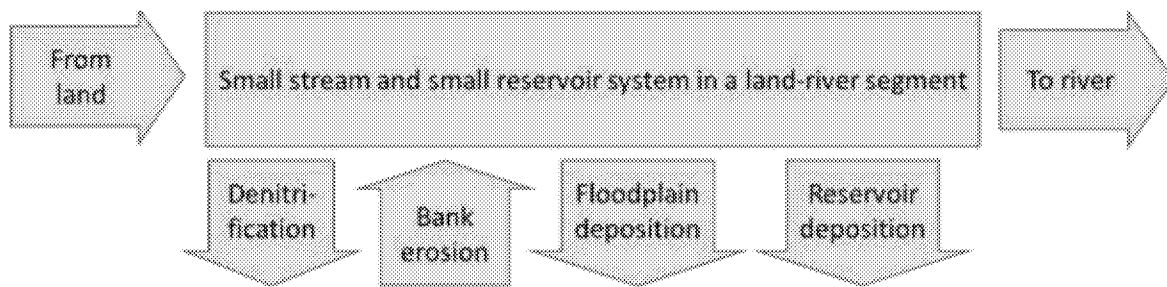 From
land
Small stream and small reservoir system in a land-river segment
To river
Denitri-
fication
Bank
erosion
Floodplain
deposition
Reservoir
deposition